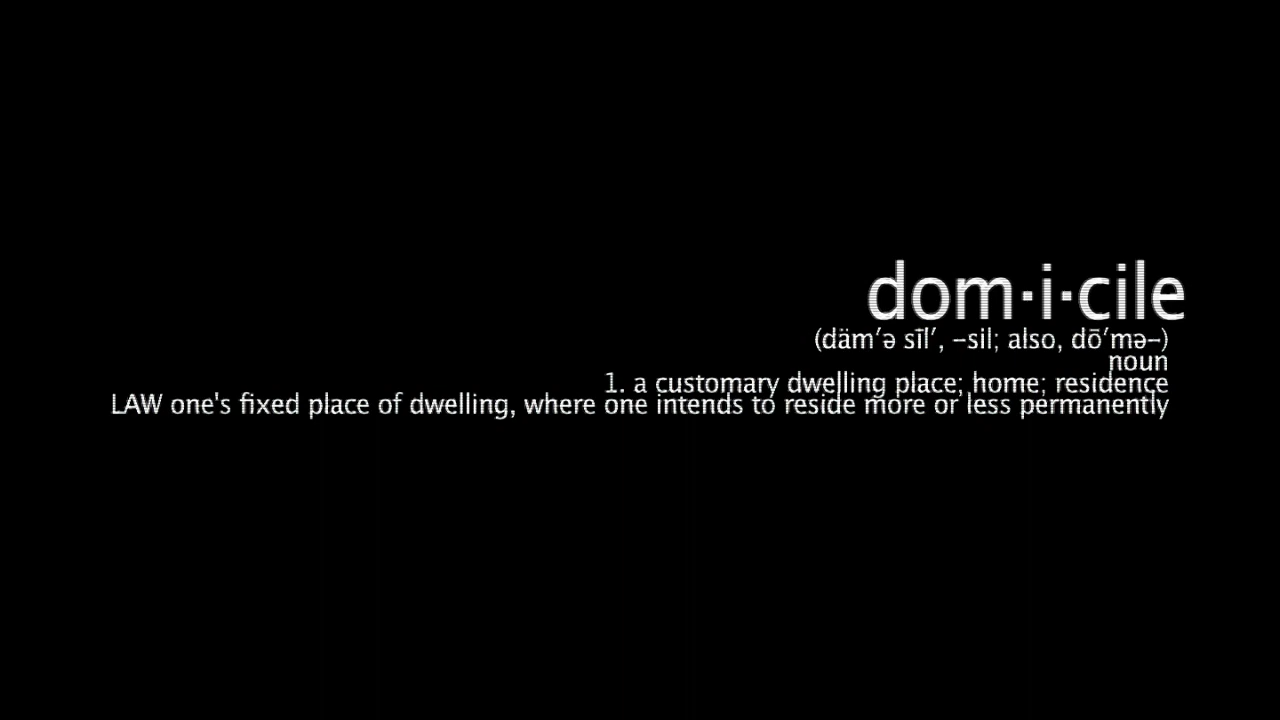 dom·i·cile
(däm′ə sīl′, –sil; also, dō′mə–)
noun
1. a customary dwelling place; home; residence
LAW one's fixed place of dwelling, where one intends to reside more or less permanently